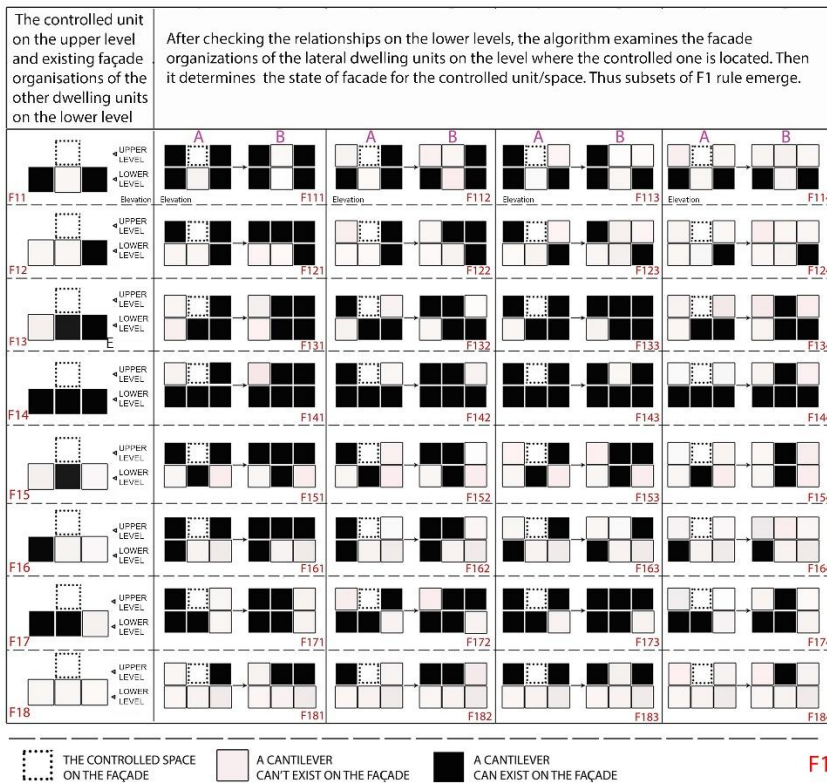 The controlled unit
on the upper level
and existing façade
organisations of the
other dwelling units
on the lower level
After checking the relationships on the lower levels, the algorithm examines the facade
organizations of the lateral dwelling units on the level where the controlled one is located. Then
it determines the state of facade for the controlled unit/space. Thus subsets of F1 rule emerge.
A B A B A B A B
UPPER
LEVEL
LOWER
LEVEL
F11 Elevation Elevation F111 Elevation F112 Elevation F113 Elevation F114
UPPER
LEVEL
LOWER
LEVEL
F12 F121 F122 F123 F124
UPPER
LEVEL
LOWER
LEVEL
F13 E F131 F132 F133 F134
UPPER
LEVEL
LOWER
LEVEL
F14 F141 F142 F143 F144
UPPER
LEVEL
LOWER
LEVEL
F15 F151 F152 F153 F154
UPPER
LEVEL
LOWER
LEVEL
F16 F161 F162 F163 F164
UPPER
LEVEL
LOWER
LEVEL
F17 F171 F172 F173 F174
UPPER
LEVEL
LOWER
LEVEL
F18 F181 F182 F183 F184
THE CONTROLLED SPACE
ON THE FAÇADE
A CANTILEVER
CAN'T EXIST ON THE FAÇADE
A CANTILEVER
CAN EXIST ON THE FAÇADE
F1